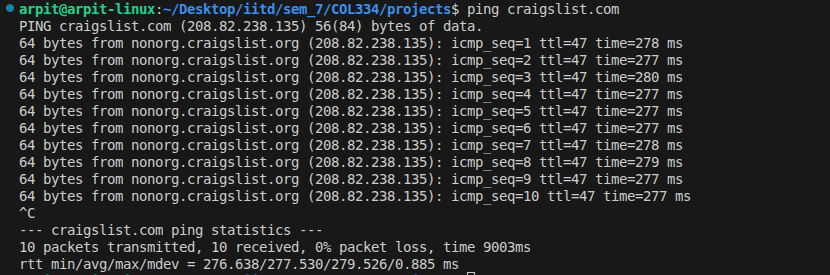 arpit@arpit-linux:~/Desktop/iitd/sem_7/COL334/projects$ ping craigslist.com
PING craigslist.com (208.82.238.135) 56(84) bytes of data.
64 bytes from nonorg.craigslist.org (208.82.238.135): icmp_seq=1 ttl=47 time=278 ms
64 bytes from nonorg.craigslist.org (208.82.238.135): icmp_seq=2 ttl=47 time=277 ms
64 bytes from nonorg.craigslist.org (208.82.238.135): icmp_seq=3 ttl=47 time=280 ms
64 bytes from nonorg.craigslist.org (208.82.238.135): icmp_seq=4 ttl=47 time=277 ms
64 bytes from nonorg.craigslist.org (208.82.238.135): icmp_seq=5 ttl=47 time=277 ms
64 bytes from nonorg.craigslist.org (208.82.238.135): icmp_seq=6 ttl=47 time=277 ms
64 bytes from nonorg.craigslist.org (208.82.238.135): icmp_seq=7 ttl=47 time=278 ms
64 bytes from nonorg.craigslist.org (208.82.238.135): icmp_seq=8 ttl=47 time=279 ms
64 bytes from nonorg.craigslist.org (208.82.238.135): icmp_seq=9 ttl=47 time=277 ms
64 bytes from nonorg.craigslist.org (208.82.238.135): icmp_seq=10 ttl=47 time=277 ms
^C
--- craigslist.com ping statistics ---
10 packets transmitted, 10 received, 0% packet loss, time 9003ms
rtt min/avg/max/mdev = 276.638/277.530/279.526/0.885 ms